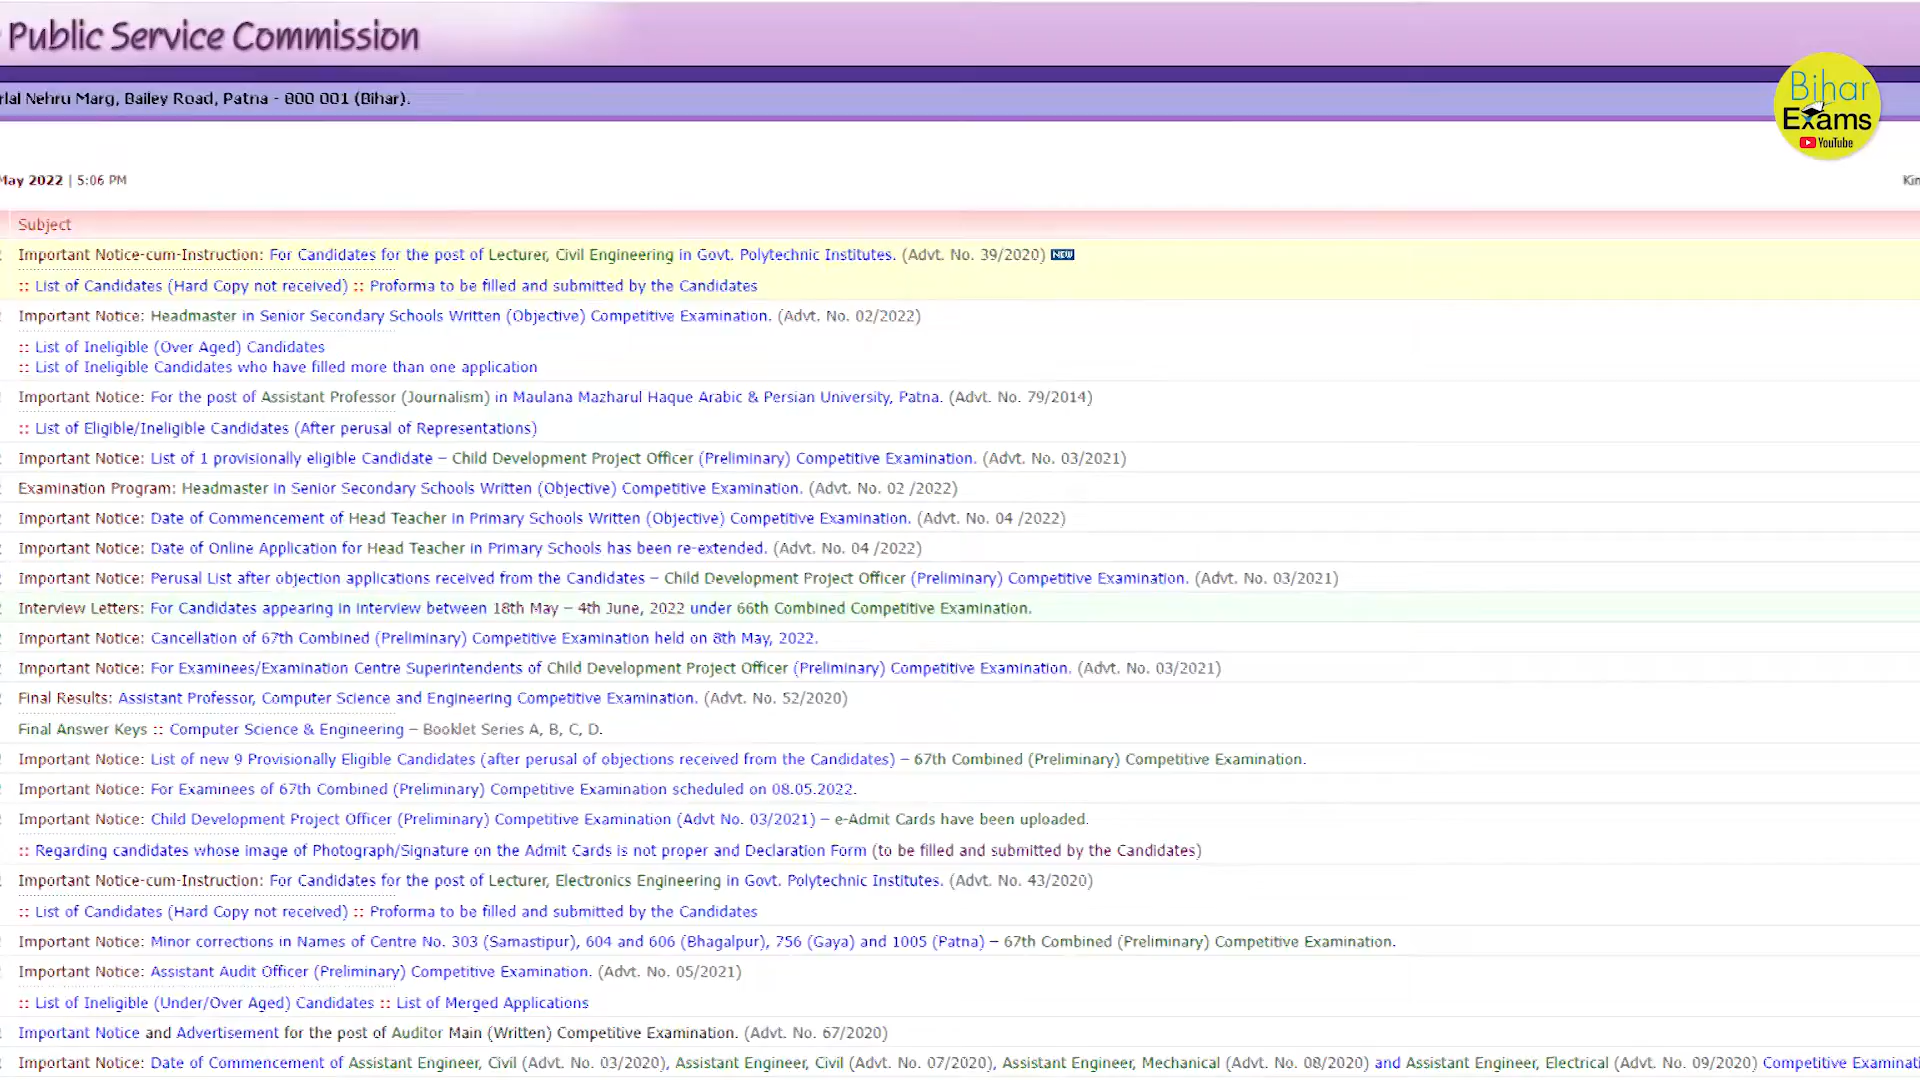 Public Service Commission
Nehru Marg, Bailey Road, Patna - 800 001 (Bihar).
Bihar
Exams
YouTube
May 2022 | 5:06 PM
Subject
Important Notice-cum-Instruction: For Candidates for the post of Lecturer, Civil Engineering in Govt. Polytechnic Institutes. (Advt. No. 39/2020) NEW
:: List of Candidates (Hard Copy not received) :: Proforma to be filled and submitted by the Candidates
Important Notice: Headmaster in Senior Secondary Schools Written (Objective) Competitive Examination. (Advt. No. 02/2022)
:: List of Ineligible (Over Aged) Candidates
:: List of Ineligible Candidates who have filled more than one application
Important Notice: For the post of Assistant Professor (Journalism) in Maulana Mazharul Haque Arabic & Persian University, Patna. (Advt. No. 79/2014)
:: List of Eligible/Ineligible Candidates (After perusal of Representations)
Important Notice: List of 1 provisionally eligible Candidate – Child Development Project Officer (Preliminary) Competitive Examination. (Advt. No. 03/2021)
Examination Program: Headmaster in Senior Secondary Schools Written (Objective) Competitive Examination. (Advt. No. 02 /2022)
Important Notice: Date of Commencement of Head Teacher in Primary Schools Written (Objective) Competitive Examination. (Advt. No. 04 /2022)
Important Notice: Date of Online Application for Head Teacher in Primary Schools has been re-extended. (Advt. No. 04 /2022)
Important Notice: Perusal List after objection applications received from the Candidates – Child Development Project Officer (Preliminary) Competitive Examination. (Advt. No. 03/2021)
Interview Letters: For Candidates appearing in Interview between 18th May – 4th June, 2022 under 66th Combined Competitive Examination.
Important Notice: Cancellation of 67th Combined (Preliminary) Competitive Examination held on 8th May, 2022.
Important Notice: For Examinees/Examination Centre Superintendents of Child Development Project Officer (Preliminary) Competitive Examination. (Advt. No. 03/2021)
Final Results: Assistant Professor, Computer Science and Engineering Competitive Examination. (Advt. No. 52/2020)
Final Answer Keys :: Computer Science & Engineering – Booklet Series A, B, C, D.
Important Notice: List of new 9 Provisionally Eligible Candidates (after perusal of objections received from the Candidates) – 67th Combined (Preliminary) Competitive Examination.
Important Notice: For Examinees of 67th Combined (Preliminary) Competitive Examination scheduled on 08.05.2022.
Important Notice: Child Development Project Officer (Preliminary) Competitive Examination (Advt No. 03/2021) – e-Admit Cards have been uploaded.
:: Regarding candidates whose image of Photograph/Signature on the Admit Cards is not proper and Declaration Form (to be filled and submitted by the Candidates)
Important Notice-cum-Instruction: For Candidates for the post of Lecturer, Electronics Engineering in Govt. Polytechnic Institutes. (Advt. No. 43/2020)
:: List of Candidates (Hard Copy not received) :: Proforma to be filled and submitted by the Candidates
Important Notice: Minor corrections in Names of Centre No. 303 (Samastipur), 604 and 606 (Bhagalpur), 756 (Gaya) and 1005 (Patna) – 67th Combined (Preliminary) Competitive Examination.
Important Notice: Assistant Audit Officer (Preliminary) Competitive Examination. (Advt. No. 05/2021)
:: List of Ineligible (Under/Over Aged) Candidates :: List of Merged Applications
Important Notice and Advertisement for the post of Auditor Main (Written) Competitive Examination. (Advt. No. 67/2020)
Important Notice: Date of Commencement of Assistant Engineer, Civil (Advt. No. 03/2020), Assistant Engineer, Civil (Advt. No. 07/2020), Assistant Engineer, Mechanical (Advt. No. 08/2020) and Assistant Engineer, Electrical (Advt. No. 09/2020) Competitive